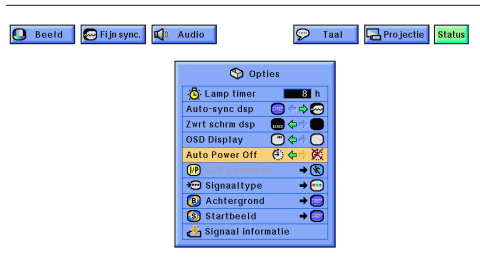 Beeld
Fijn sync.
Audio
Taal
Projectie
Status
Opties
Lamp timer 8 h
Auto-sync dsp
Zwrt schrm dsp
OSD Display
Auto Power Off
I/P
Signaaltype
B Achtergrond
S Startbeeld
Signaal informatie